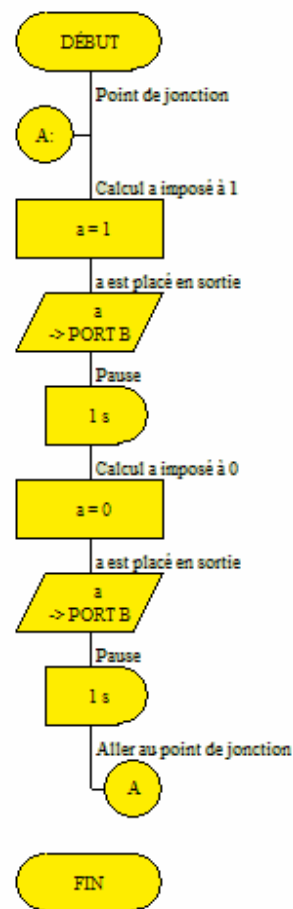 DÉBUT
Point de jonction
A:
Calcul a imposé à 1
a = 1
a est placé en sortie
a
-> PORT B
Pause
1 s
Calcul a imposé à 0
a = 0
a est placé en sortie
a
-> PORT B
Pause
1 s
Aller au point de jonction
A
FIN